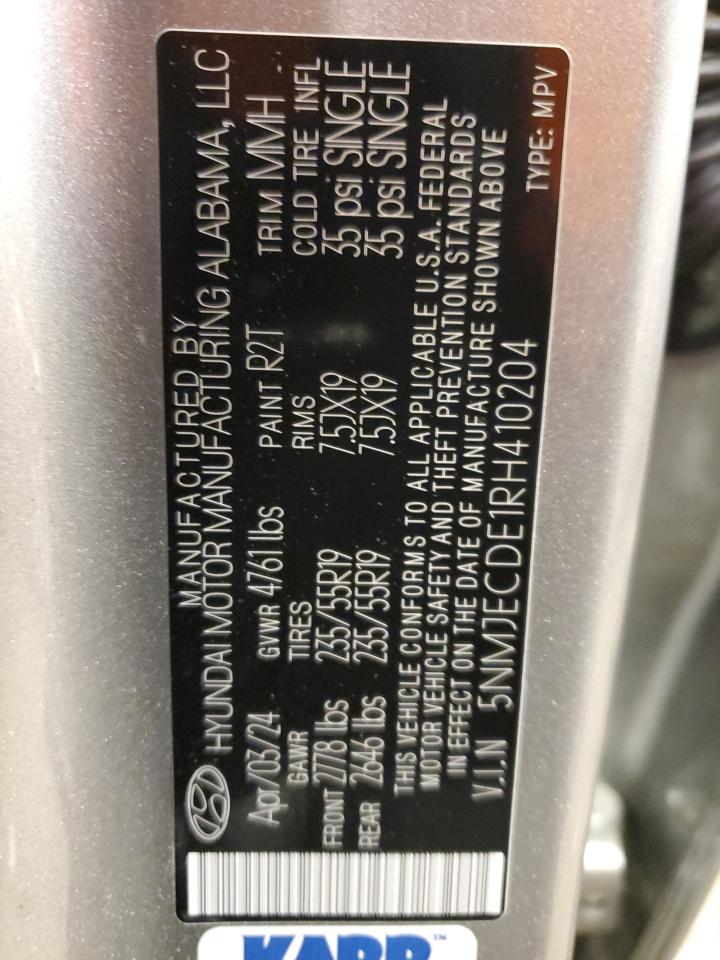 MANUFACTURED BY
HYUNDAI MOTOR MANUFACTURING ALABAMA, LLC
Apr/03/24 GVWR 4761 lbs PAINT R2T TRIM MMH
GAWR TIRES RIMS COLD TIRE INFL
FRONT 2778 lbs 235/55R19 7.5JX19 35 psi SINGLE
REAR 2646 lbs 235/55R19 7.5JX19 35 psi SINGLE
THIS VEHICLE CONFORMS TO ALL APPLICABLE U.S.A. FEDERAL
MOTOR VEHICLE SAFETY AND THEFT PREVENTION STANDARDS
IN EFFECT ON THE DATE OF MANUFACTURE SHOWN ABOVE
V.I.N 5NMJECDE1RH410204
TYPE: MPV
KARR™